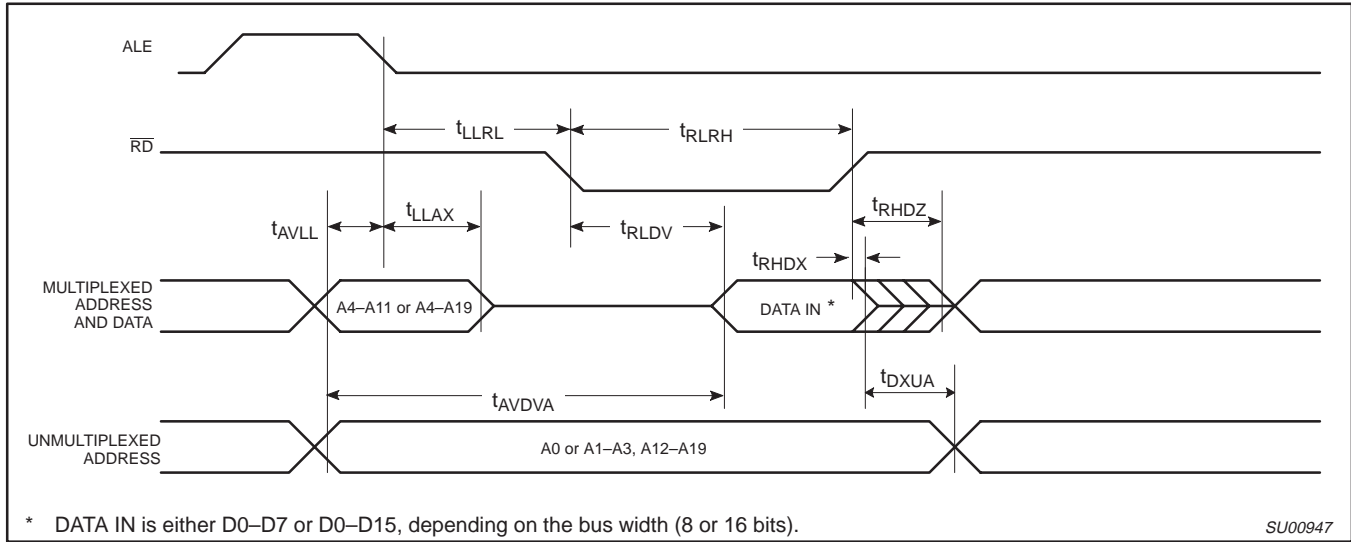 ALE
tLLRL
tRLRH
RD
tAVLL
tLLAX
tRLDV
tRHDZ
tRHDX
MULTIPLEXED
ADDRESS
AND DATA
A4–A11 or A4–A19
DATA IN *
tDXUA
tAVDVA
UNMULTIPLEXED
ADDRESS
A0 or A1–A3, A12–A19
* DATA IN is either D0–D7 or D0–D15, depending on the bus width (8 or 16 bits).
SU00947